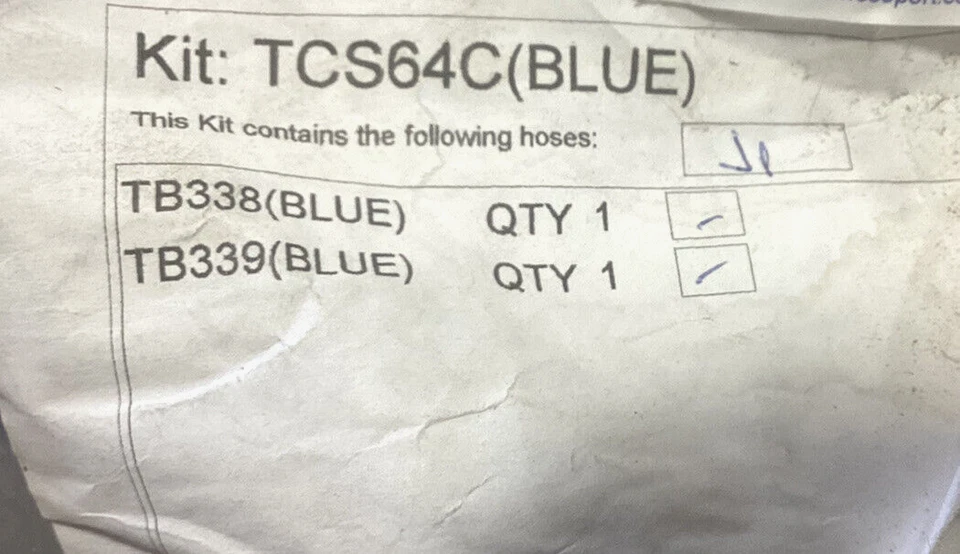 Kit: TCS64C(BLUE)
This Kit contains the following hoses:
TB338(BLUE) QTY 1
TB339(BLUE) QTY 1